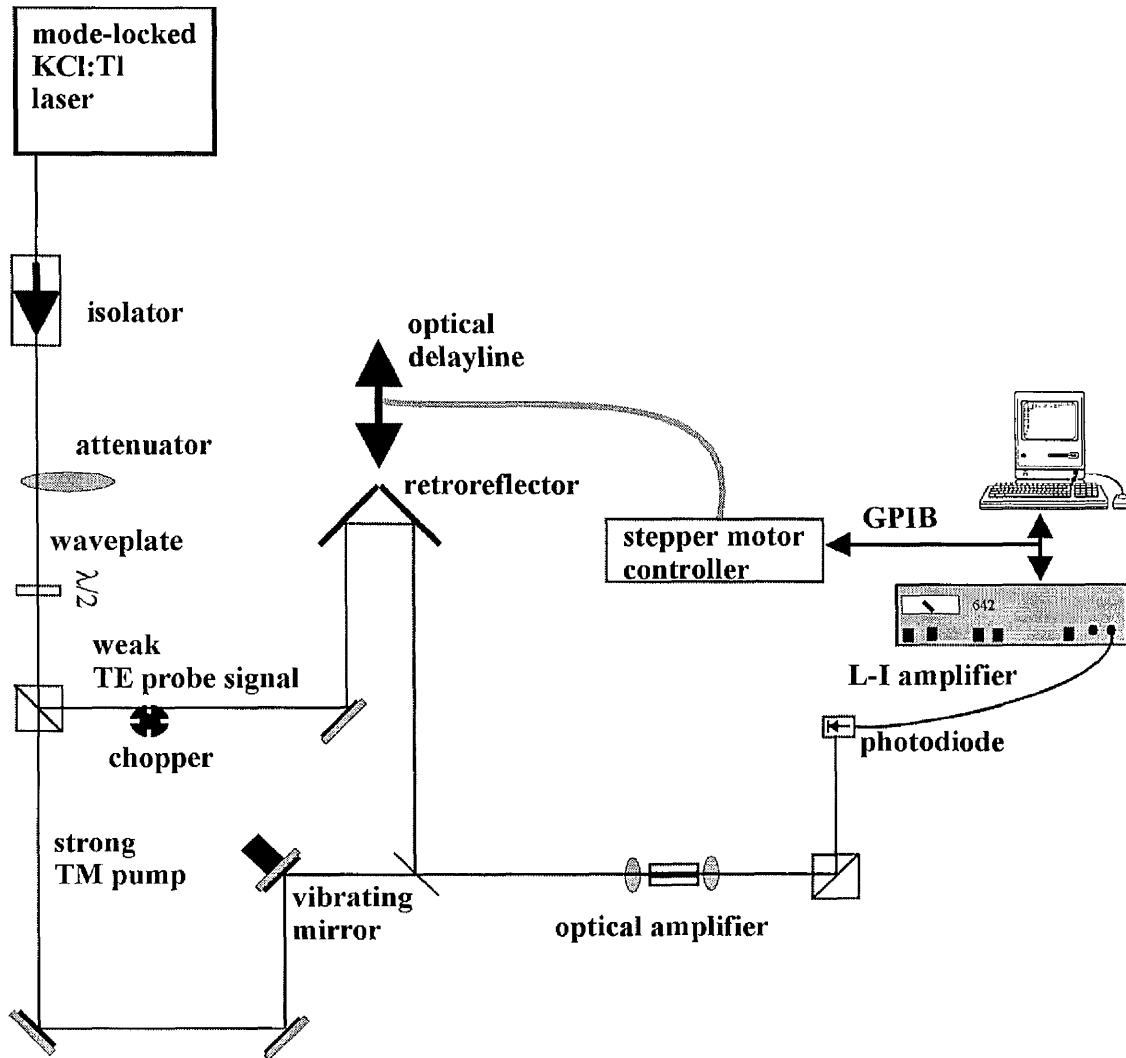 mode-locked
KCl:Tl
laser
isolator
optical
delayline
attenuator
retroreflector
waveplate
λ/2
GPIB
stepper motor
controller
642
weak
TE probe signal
L-I amplifier
chopper
photodiode
strong
TM pump
vibrating
mirror
optical amplifier